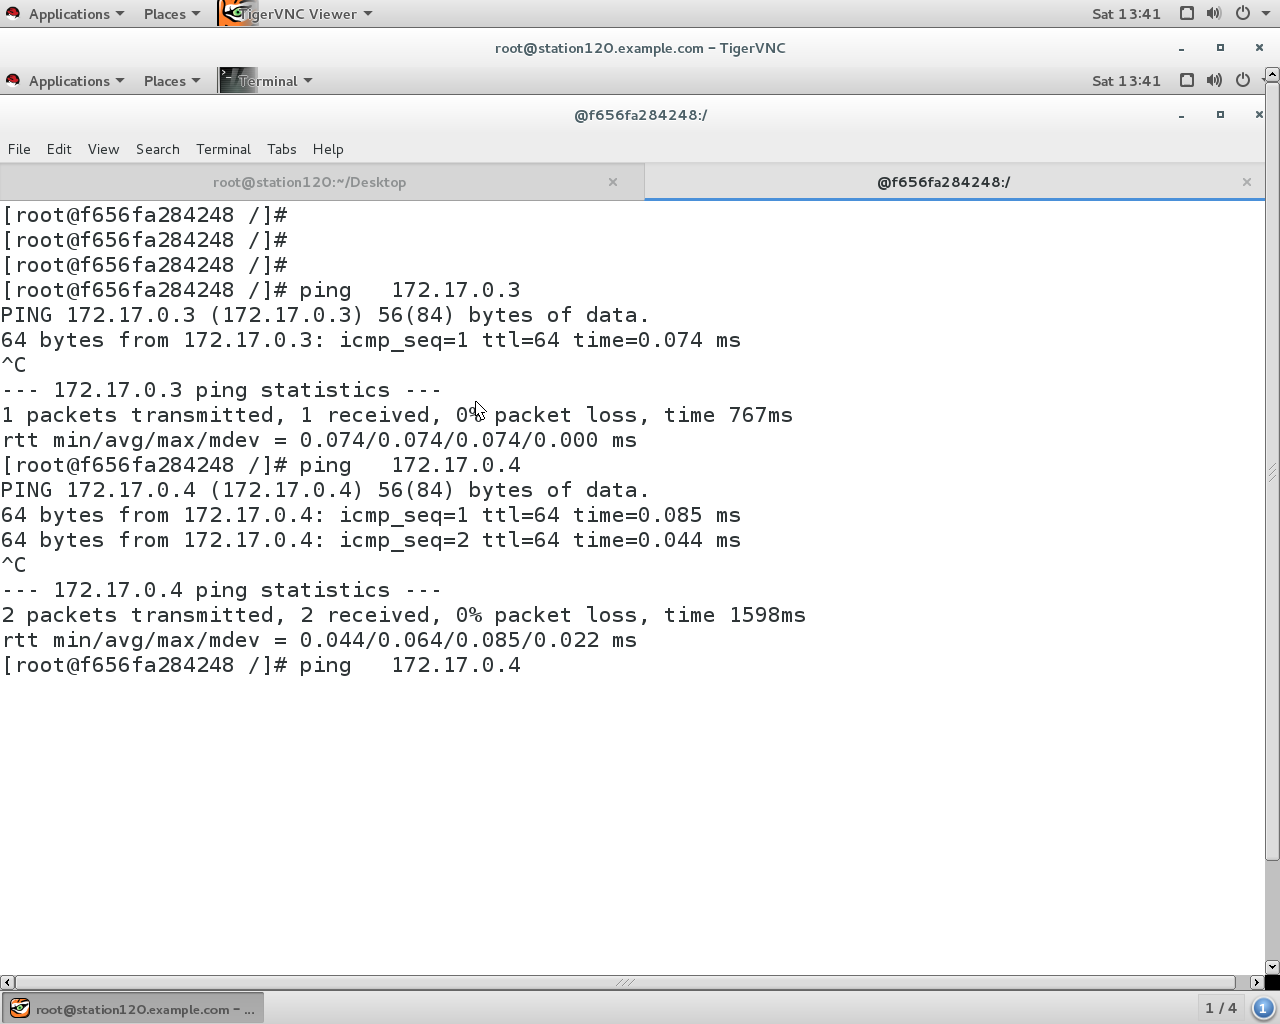 Applications Places TigerVNC Viewer Sat 13:41
root@station120.example.com - TigerVNC
Applications Places Terminal Sat 13:41
@f656fa284248:/
File Edit View Search Terminal Tabs Help
root@station120:~/Desktop @f656fa284248:/
[root@f656fa284248 /]#
[root@f656fa284248 /]#
[root@f656fa284248 /]#
[root@f656fa284248 /]# ping   172.17.0.3
PING 172.17.0.3 (172.17.0.3) 56(84) bytes of data.
64 bytes from 172.17.0.3: icmp_seq=1 ttl=64 time=0.074 ms
^C
--- 172.17.0.3 ping statistics ---
1 packets transmitted, 1 received, 0% packet loss, time 767ms
rtt min/avg/max/mdev = 0.074/0.074/0.074/0.000 ms
[root@f656fa284248 /]# ping   172.17.0.4
PING 172.17.0.4 (172.17.0.4) 56(84) bytes of data.
64 bytes from 172.17.0.4: icmp_seq=1 ttl=64 time=0.085 ms
64 bytes from 172.17.0.4: icmp_seq=2 ttl=64 time=0.044 ms
^C
--- 172.17.0.4 ping statistics ---
2 packets transmitted, 2 received, 0% packet loss, time 1598ms
rtt min/avg/max/mdev = 0.044/0.064/0.085/0.022 ms
[root@f656fa284248 /]# ping   172.17.0.4
root@station120.example.com - ... 1 / 4 1